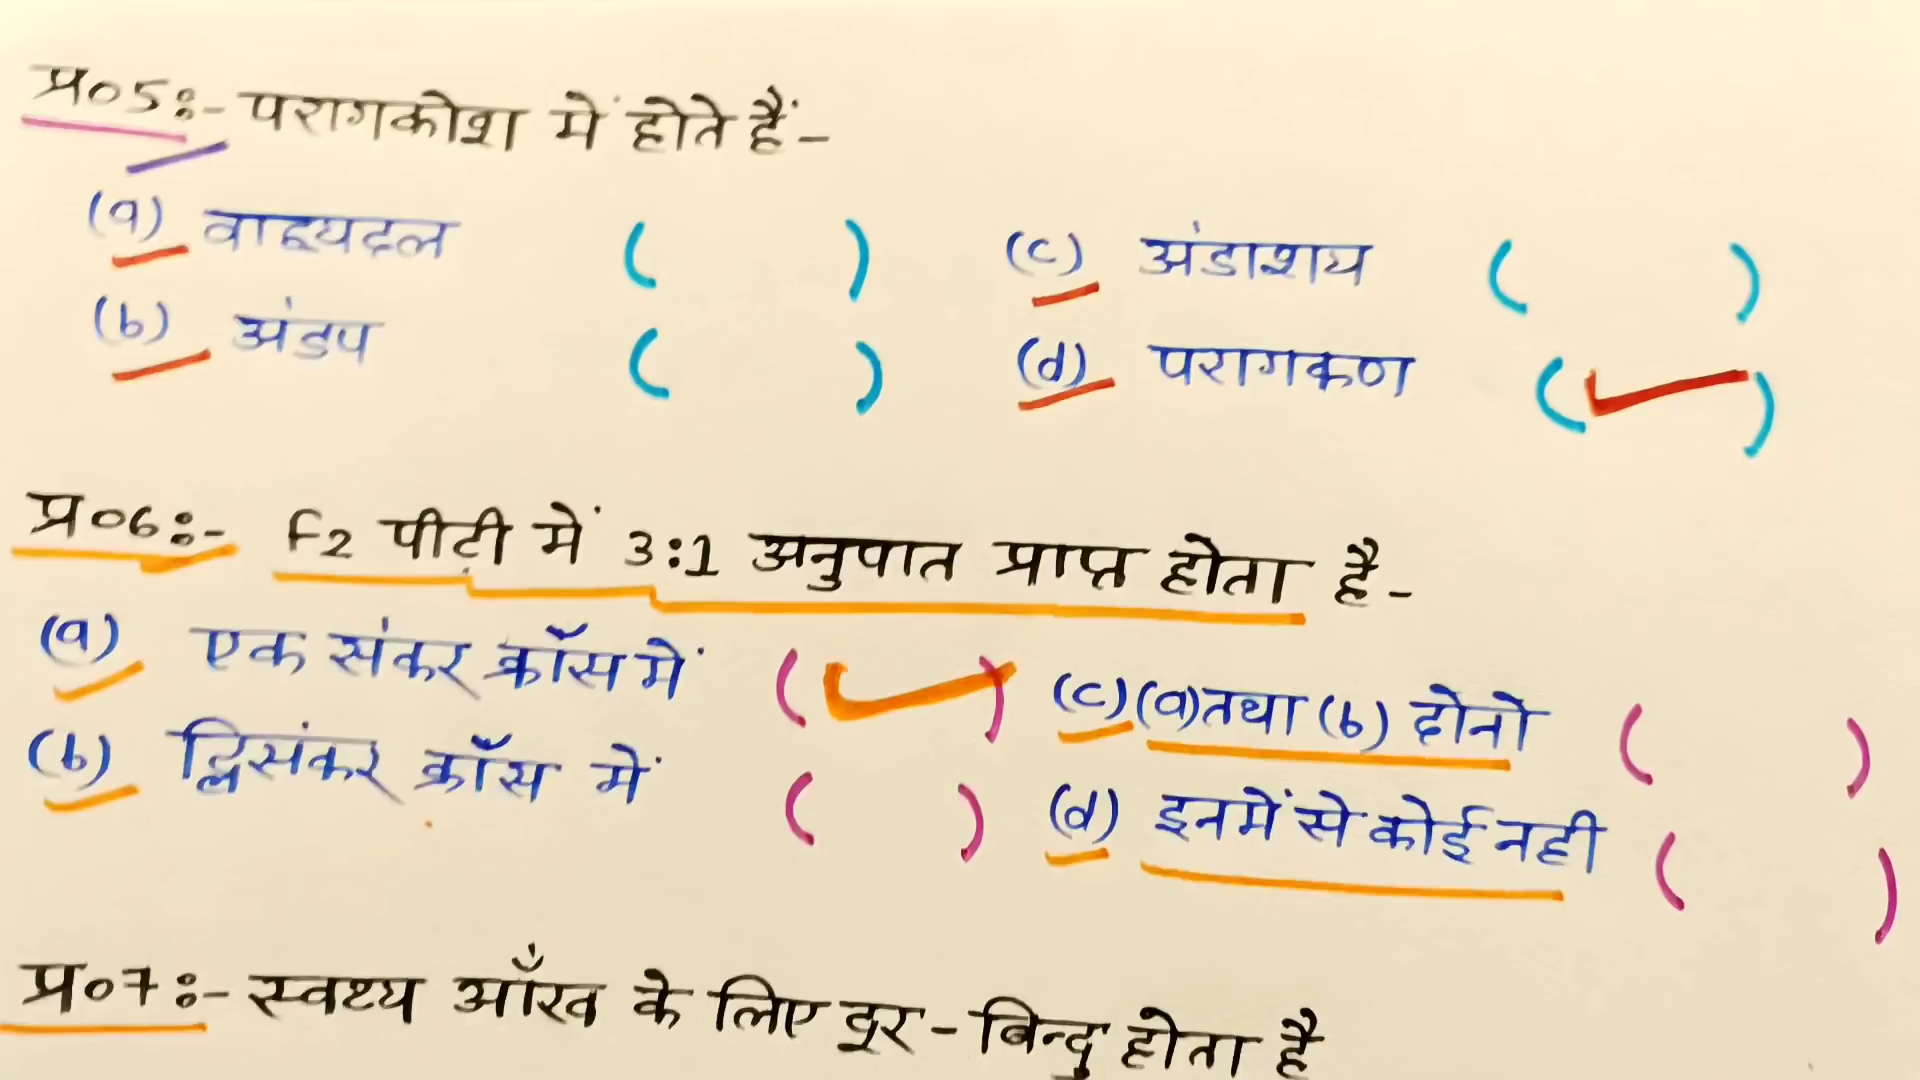 प्र०5:- परागकोश में होते हैं-
(a) वाह्यदल ( ) (c) अंडाशय ( )
(b) अंडप ( ) (d) परागकण (✓)
प्र०6:- F2 पीढ़ी में 3:1 अनुपात प्राप्त होता है-
(a) एक संकर क्रॉस में (✓) (c) (a) तथा (b) दोनो ( )
(b) द्विसंकर क्रॉस में ( ) (d) इनमें से कोई नही ( )
प्र०7:- स्वथ्य आँख के लिए दूर-बिन्दु होता है